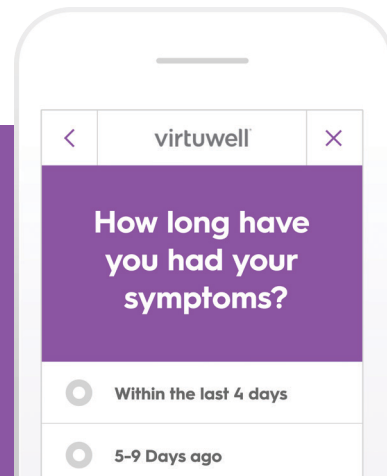 virtuwell
How long have
you had your
symptoms?
Within the last 4 days
5-9 Days ago